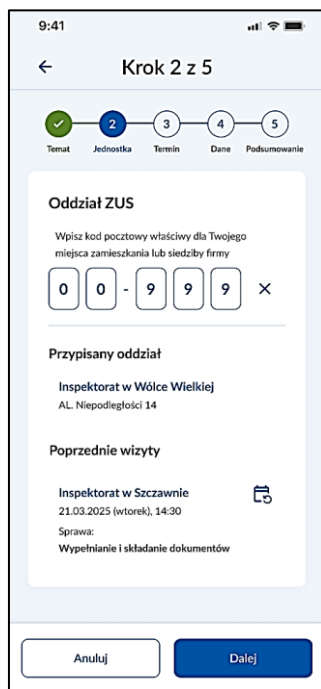 9:41
Krok 2 z 5
2 3 4 5
Temat Jednostka Termin Dane Podsumowanie
Oddział ZUS
Wpisz kod pocztowy właściwy dla Twojego
miejsca zamieszkania lub siedziby firmy
0 0 - 9 9 9
Przypisany oddział
Inspektorat w Wólce Wielkiej
AL. Niepodległości 14
Poprzednie wizyty
Inspektorat w Szczawnie
21.03.2025 (wtorek), 14:30
Sprawa:
Wypełnianie i składanie dokumentów
Anuluj Dalej